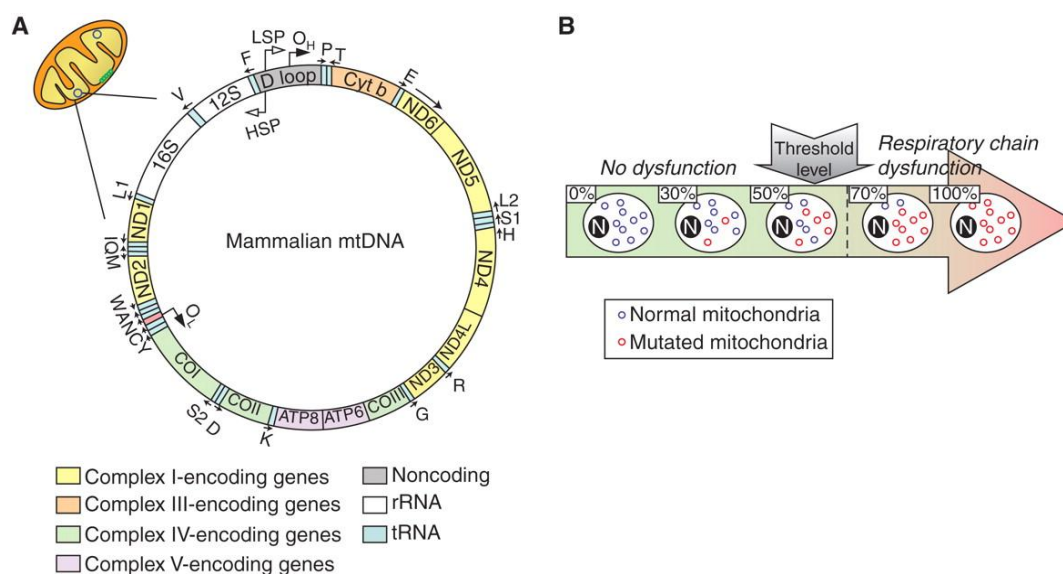 A
B
LSP
O_H
P T
F
D loop
Cyt b
E
V
12S
HSP
ND6
16S
ND5
L1
L2
S1
H
ND1
Mammalian mtDNA
IQM
ND2
ND4
WANCY
O_L
COI
ND4L
ND3
R
S2 D
COII
K
ATP8
ATP6
COIII
G
Complex I-encoding genes
Noncoding
Complex III-encoding genes
rRNA
Complex IV-encoding genes
tRNA
Complex V-encoding genes
No dysfunction
Threshold
level
Respiratory chain
dysfunction
0%
30%
50%
70%
100%
N
N
N
N
N
Normal mitochondria
Mutated mitochondria